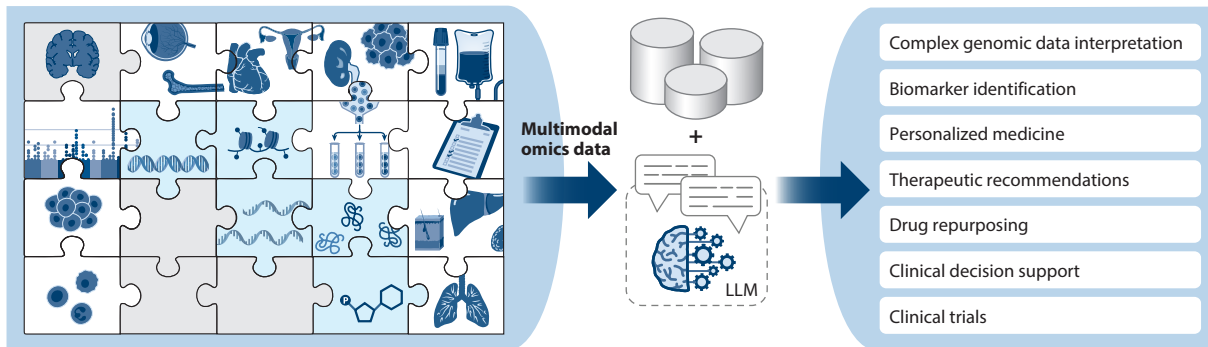 P
Multimodal
omics data
+
LLM
Complex genomic data interpretation
Biomarker identification
Personalized medicine
Therapeutic recommendations
Drug repurposing
Clinical decision support
Clinical trials